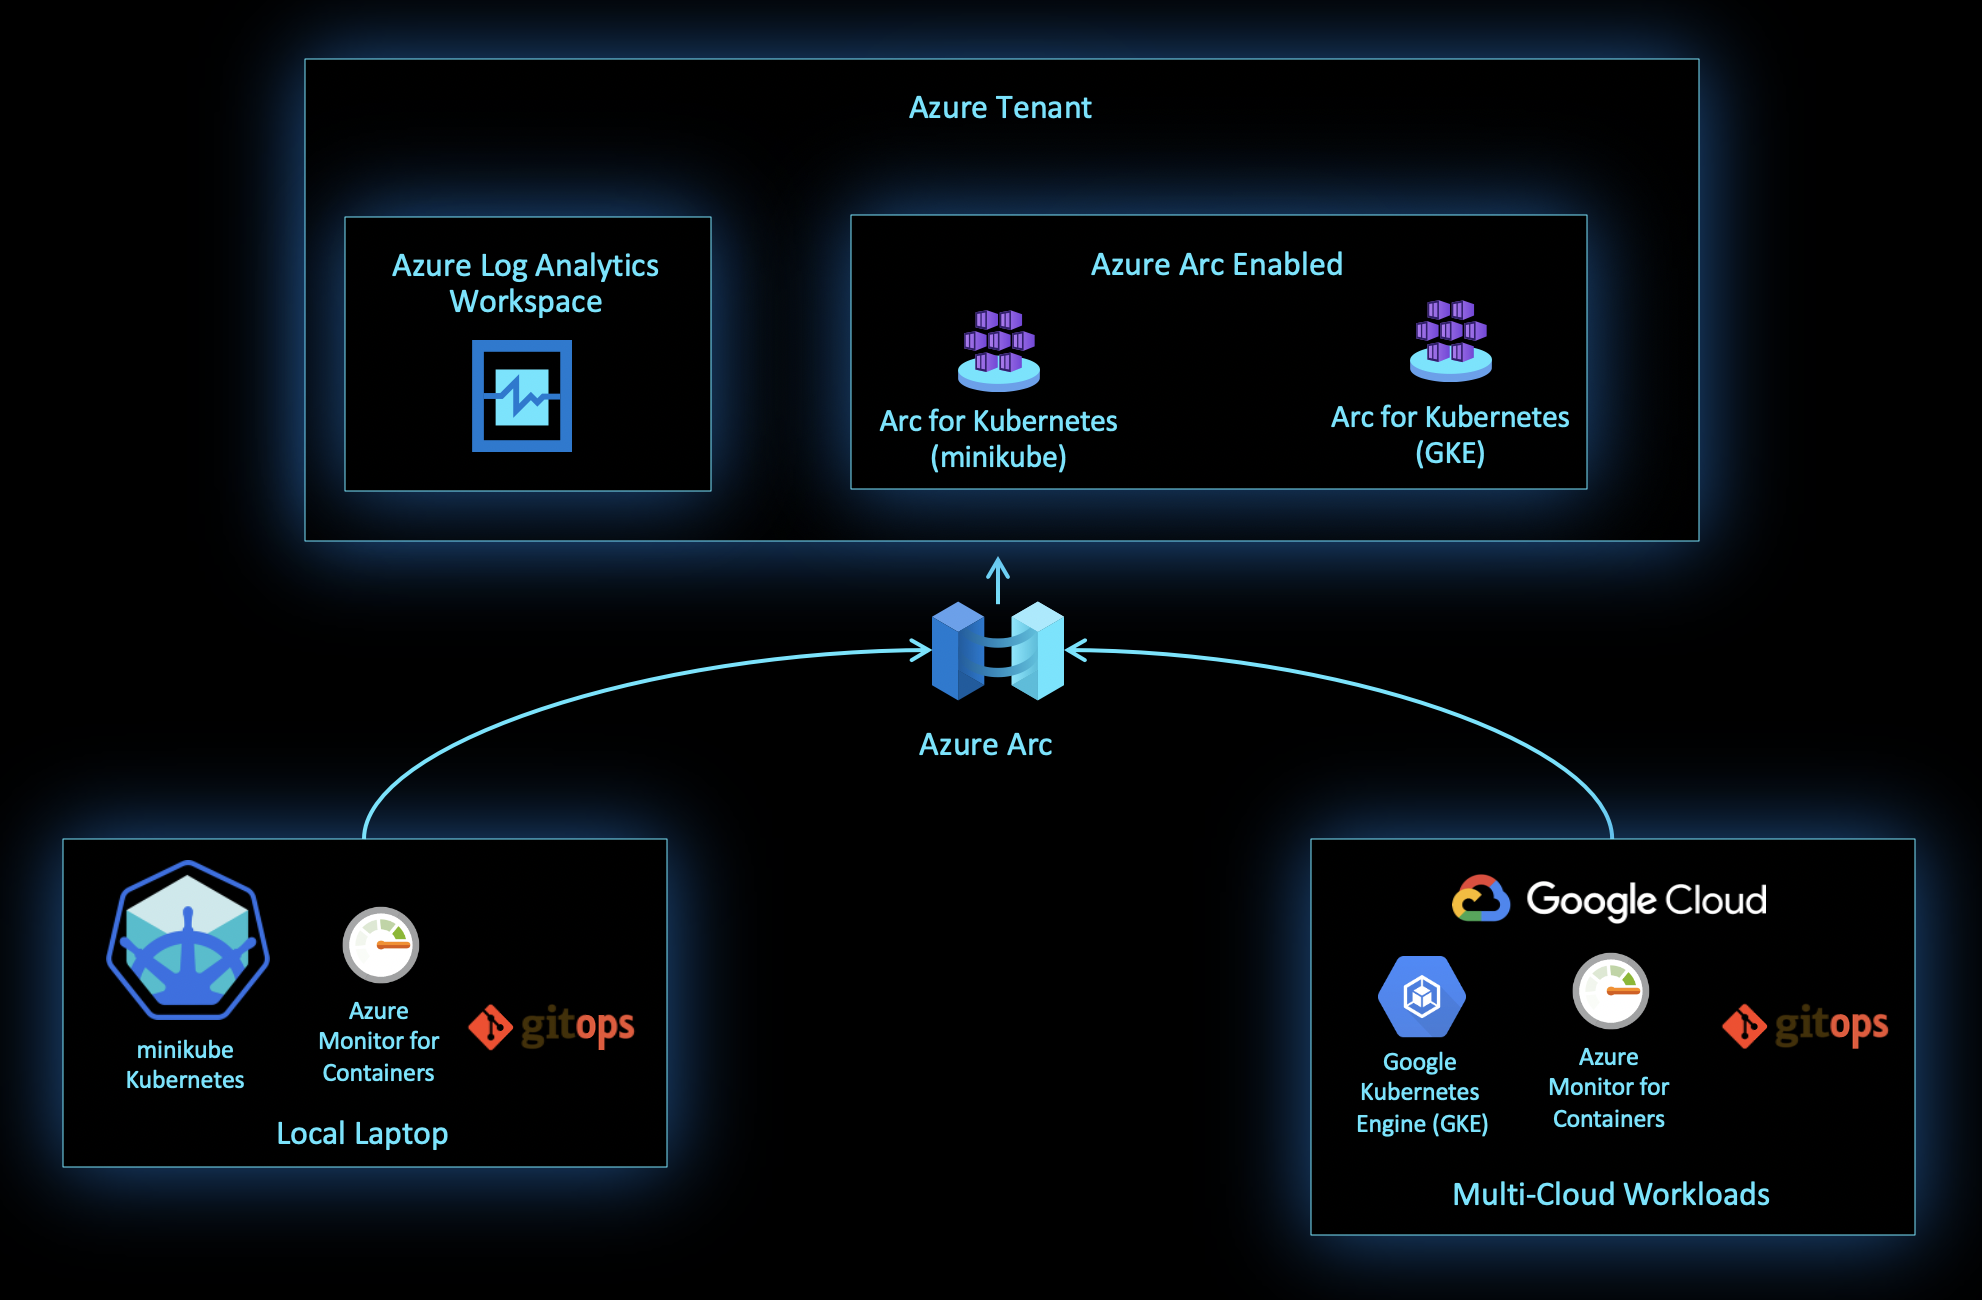 Azure Tenant
Azure Log Analytics
Workspace
Azure Arc Enabled
Arc for Kubernetes
(minikube)
Arc for Kubernetes
(GKE)
Azure Arc
minikube
Kubernetes
Azure
Monitor for
Containers
gitops
Local Laptop
Google Cloud
Google
Kubernetes
Engine (GKE)
Azure
Monitor for
Containers
gitops
Multi-Cloud Workloads